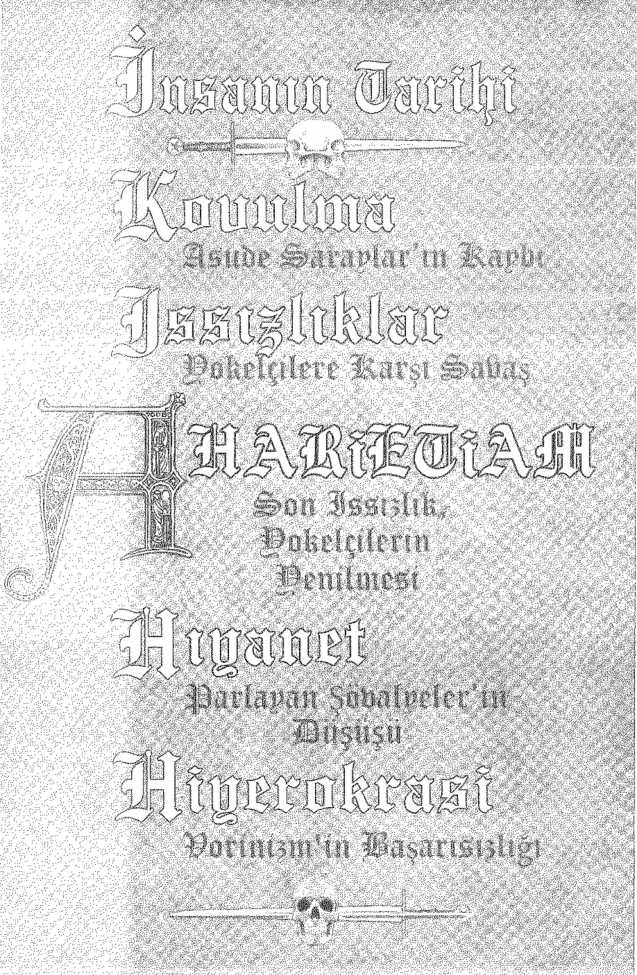 İnsanın Tarihi
Kovulma
Asude Saraylar'ın Kaybı
Issızlıklar
Yokelçilere Karşı Savaş
AHARİETİAM
Son Issızlık,
Yokelçilerin
Yenilmesi
Hıyanet
Parlayan Şövalyeler'in
Düşüşü
Hiyerokrasi
Vorinizm'in Başarısızlığı